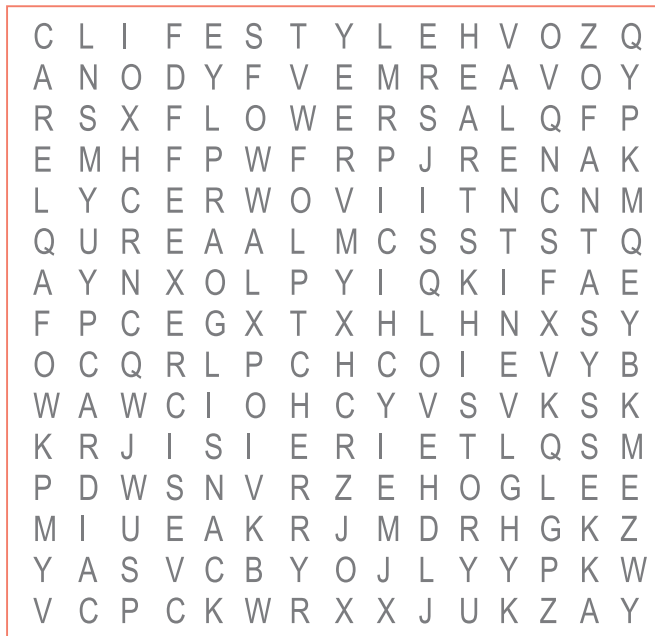 C L I F E S T Y L E H V O Z Q
A N O D Y F V E M R E A V O Y
R S X F L O W E R S A L Q F P
E M H F P W F R P J R E N A K
L Y C E R W O V I I T N C N M
Q U R E A A L M C S S T S T Q
A Y N X O L P Y I Q K I F A E
F P C E G X T X H L H N X S Y
O C Q R L P C H C O I E V Y B
W A W C I O H C Y V S V K S K
K R J I S I E R I E T L Q S M
P D W S N V R Z E H O G L E E
M I U E A K R J M D R H G K Z
Y A S V C B Y O J L Y Y P K W
V C P C K W R X X J U K Z A Y